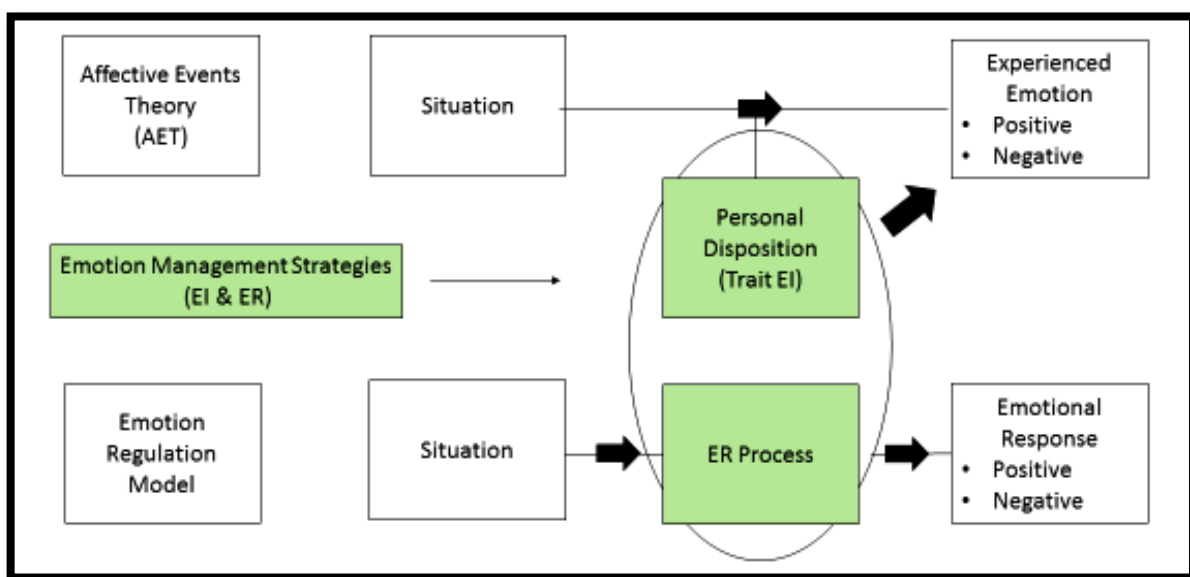 Affective Events
Theory
(AET)
Situation
Experienced
Emotion
• Positive
• Negative
Personal
Disposition
(Trait EI)
Emotion Management Strategies
(EI & ER)
Emotion
Regulation
Model
Situation
ER Process
Emotional
Response
• Positive
• Negative